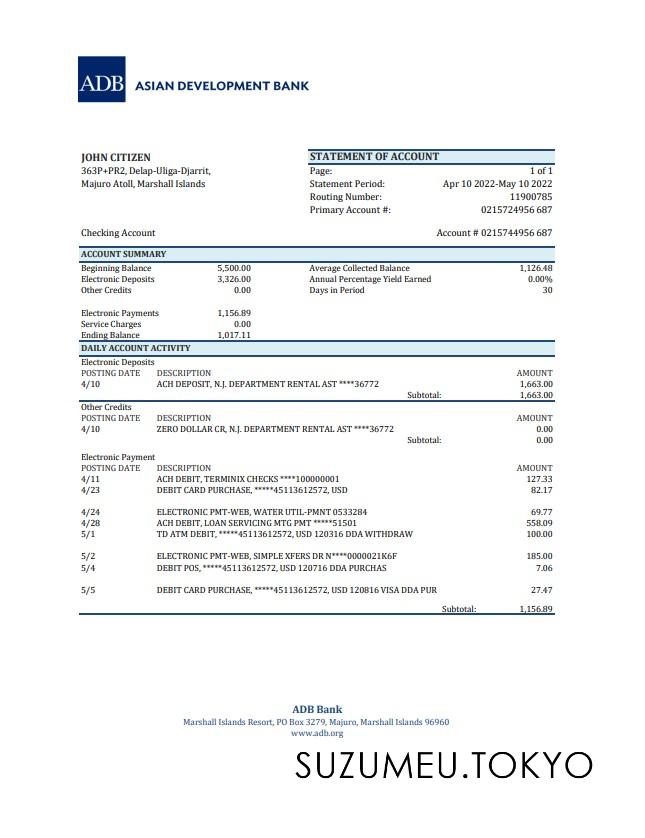 ADB ASIAN DEVELOPMENT BANK
JOHN CITIZEN
363P+PR2, Delap-Uliga-Djarrit,
Majuro Atoll, Marshall Islands
STATEMENT OF ACCOUNT
Page: 1 of 1
Statement Period: Apr 10 2022-May 10 2022
Routing Number: 11900785
Primary Account #: 0215724956 687
Checking Account Account # 0215744956 687
ACCOUNT SUMMARY
Beginning Balance 5,500.00 Average Collected Balance 1,126.48
Electronic Deposits 3,326.00 Annual Percentage Yield Earned 0.00%
Other Credits 0.00 Days in Period 30
Electronic Payments 1,156.89
Service Charges 0.00
Ending Balance 1,017.11
DAILY ACCOUNT ACTIVITY
Electronic Deposits
POSTING DATE DESCRIPTION AMOUNT
4/10 ACH DEPOSIT, N.J. DEPARTMENT RENTAL AST ****36772 1,663.00
Subtotal: 1,663.00
Other Credits
POSTING DATE DESCRIPTION AMOUNT
4/10 ZERO DOLLAR CR, N.J. DEPARTMENT RENTAL AST ****36772 0.00
Subtotal: 0.00
Electronic Payment
POSTING DATE DESCRIPTION AMOUNT
4/11 ACH DEBIT, TERMINIX CHECKS ****100000001 127.33
4/23 DEBIT CARD PURCHASE, *****45113612572, USD 82.17
4/24 ELECTRONIC PMT-WEB, WATER UTIL-PMNT 0533284 69.77
4/28 ACH DEBIT, LOAN SERVICING MTG PMT *****51501 558.09
5/1 TD ATM DEBIT, *****45113612572, USD 120316 DDA WITHDRAW 100.00
5/2 ELECTRONIC PMT-WEB, SIMPLE XFERS DR N****0000021K6F 185.00
5/4 DEBIT POS, *****45113612572, USD 120716 DDA PURCHAS 7.06
5/5 DEBIT CARD PURCHASE, *****45113612572, USD 120816 VISA DDA PUR 27.47
Subtotal: 1,156.89
ADB Bank
Marshall Islands Resort, PO Box 3279, Majuro, Marshall Islands 96960
www.adb.org
SUZUMEU.TOKYO